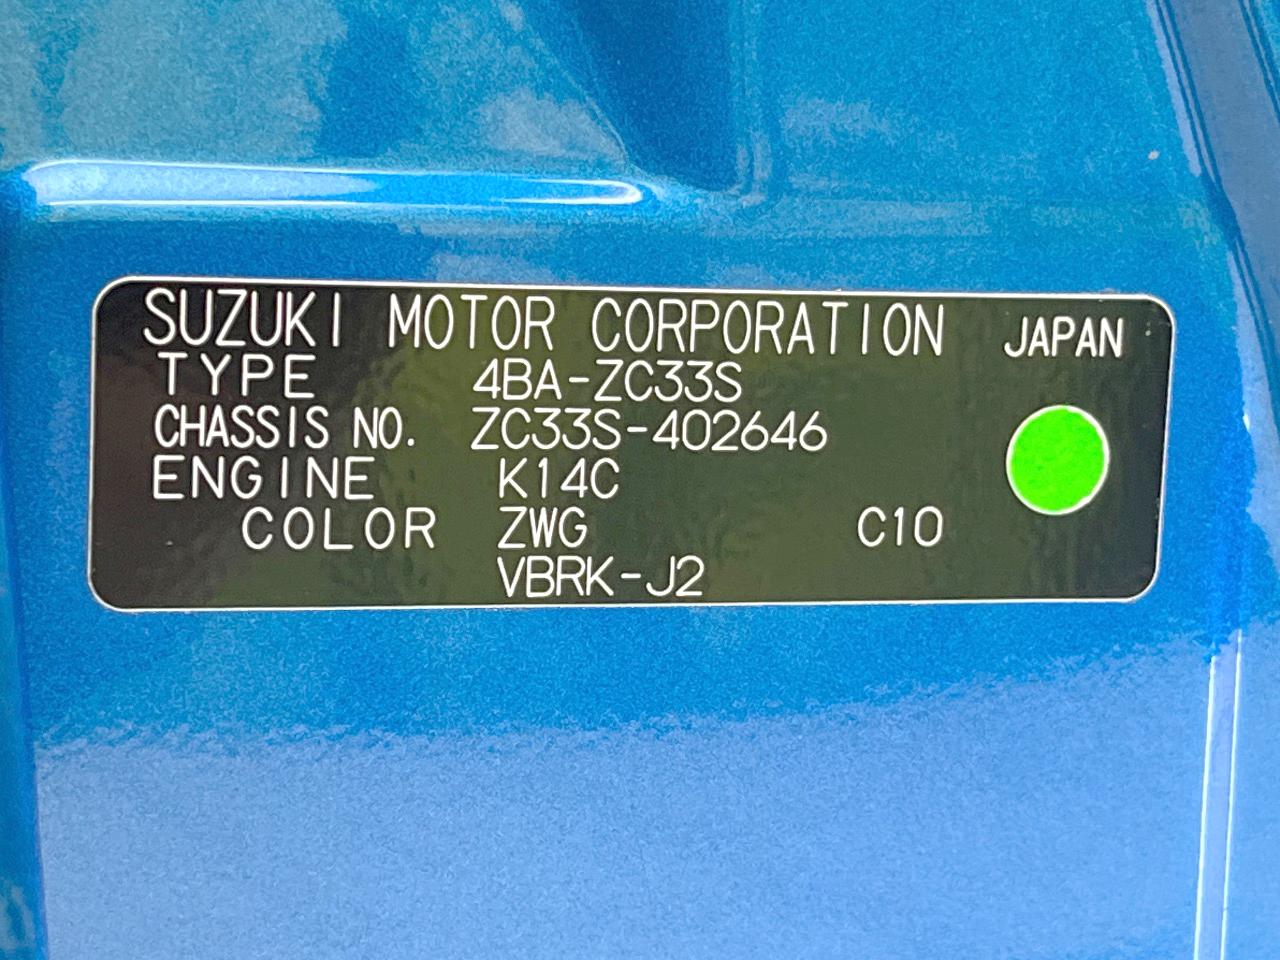 SUZUKI MOTOR CORPORATION JAPAN
TYPE 4BA-ZC33S
CHASSIS NO. ZC33S-402646
ENGINE K14C
COLOR ZWG C10
VBRK-J2